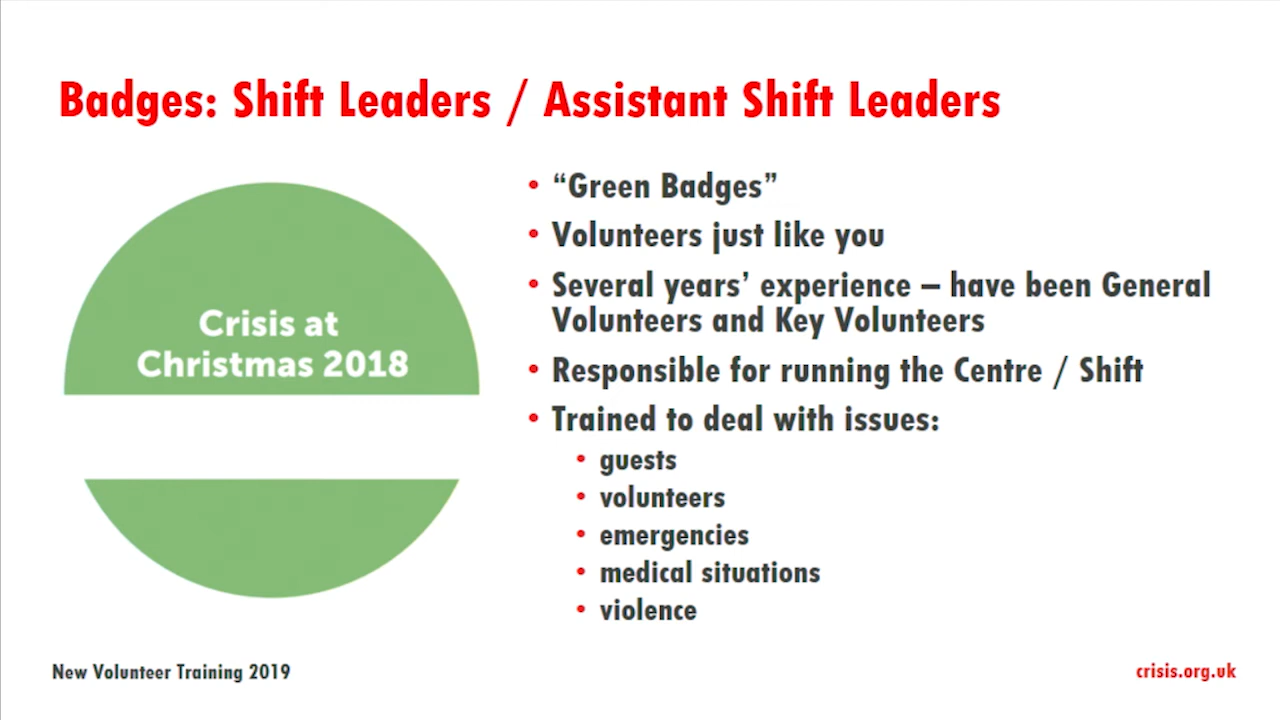 Badges: Shift Leaders / Assistant Shift Leaders
Crisis at
Christmas 2018
• “Green Badges”
• Volunteers just like you
• Several years’ experience – have been General
Volunteers and Key Volunteers
• Responsible for running the Centre / Shift
• Trained to deal with issues:
• guests
• volunteers
• emergencies
• medical situations
• violence
New Volunteer Training 2019
crisis.org.uk